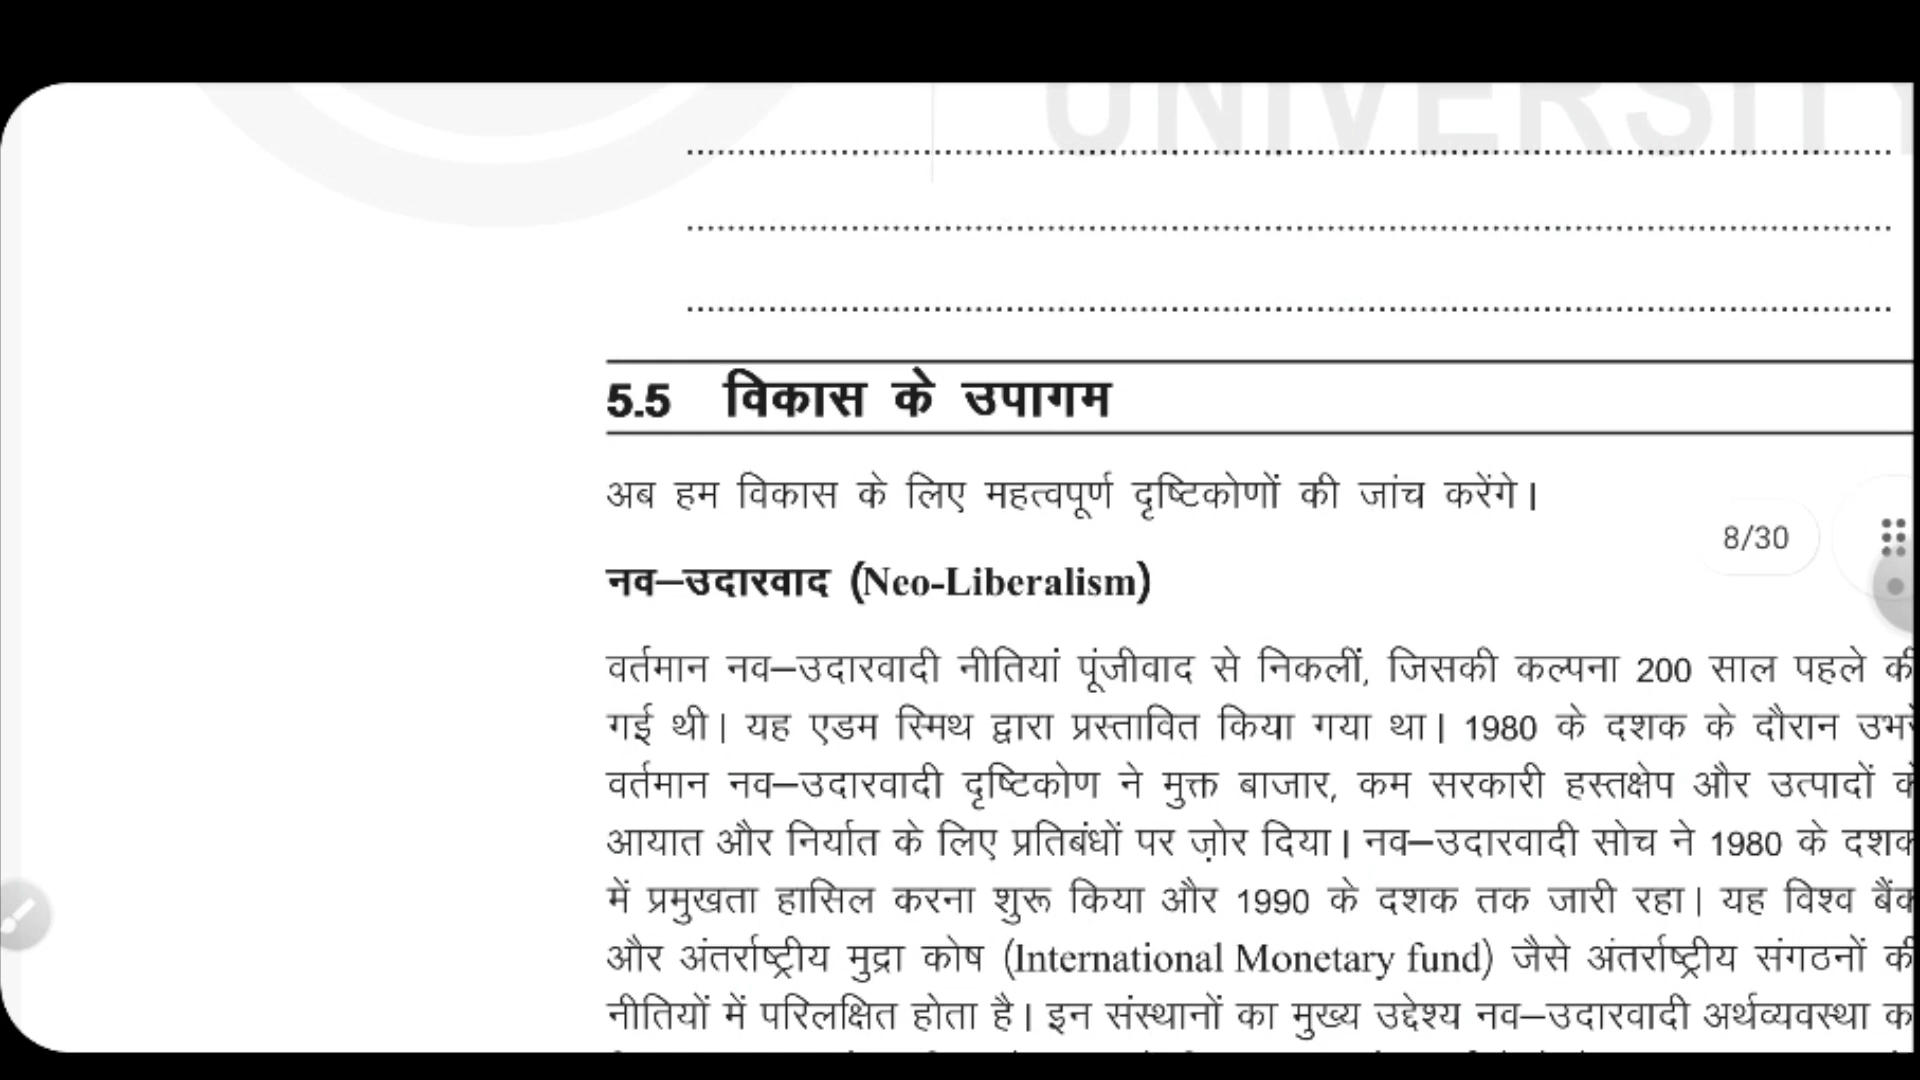 UNIVERSITY
5.5 विकास के उपागम
अब हम विकास के लिए महत्वपूर्ण दृष्टिकोणों की जांच करेंगे।
8/30
नव–उदारवाद (Neo-Liberalism)
वर्तमान नव–उदारवादी नीतियां पूंजीवाद से निकलीं, जिसकी कल्पना 200 साल पहले की
गई थी। यह एडम स्मिथ द्वारा प्रस्तावित किया गया था। 1980 के दशक के दौरान उभरे
वर्तमान नव–उदारवादी दृष्टिकोण ने मुक्त बाजार, कम सरकारी हस्तक्षेप और उत्पादों के
आयात और निर्यात के लिए प्रतिबंधों पर ज़ोर दिया। नव–उदारवादी सोच ने 1980 के दशक
में प्रमुखता हासिल करना शुरू किया और 1990 के दशक तक जारी रहा। यह विश्व बैंक
और अंतर्राष्ट्रीय मुद्रा कोष (International Monetary fund) जैसे अंतर्राष्ट्रीय संगठनों की
नीतियों में परिलक्षित होता है। इन संस्थानों का मुख्य उद्देश्य नव–उदारवादी अर्थव्यवस्था